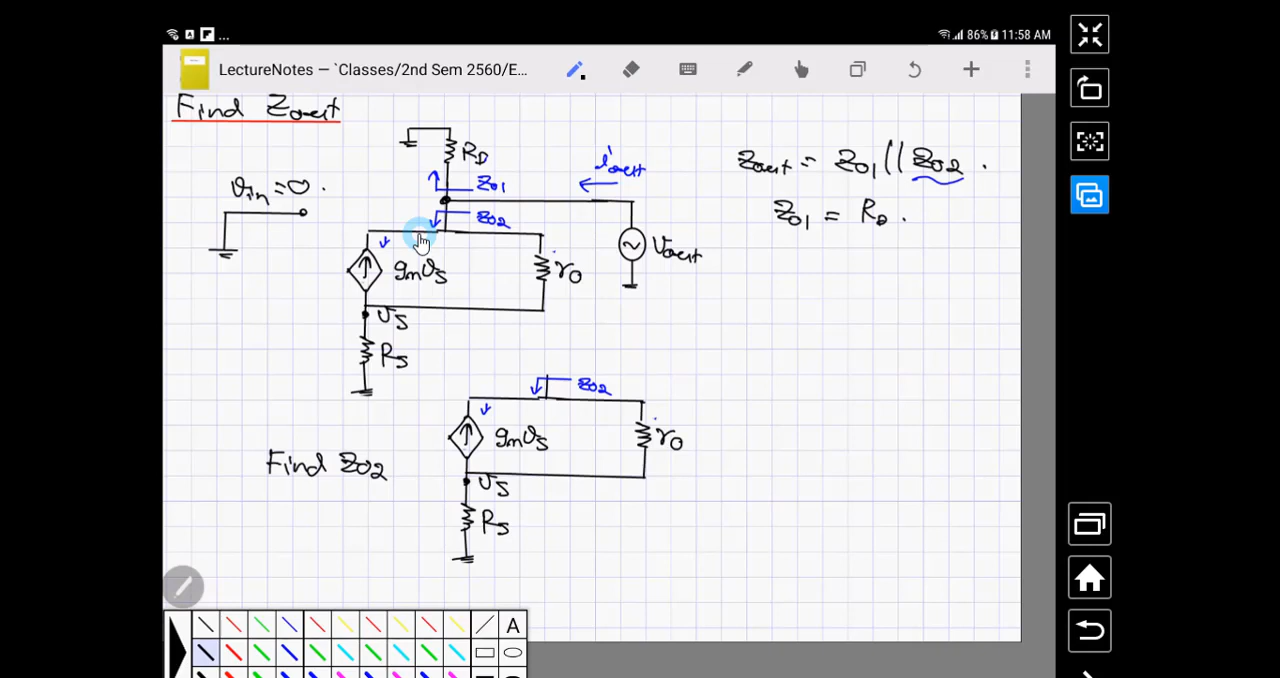 86% 11:58 AM
LectureNotes — `Classes/2nd Sem 2560/E...
Find Zout
RD
iout
Zout = Z01 || Z02 .
vin = 0 .
Z01
Z01 = RD .
Z02
gmvs
ro
Vout
vs
Rs
Z02
gmvs
ro
Find Z02
vs
Rs
A